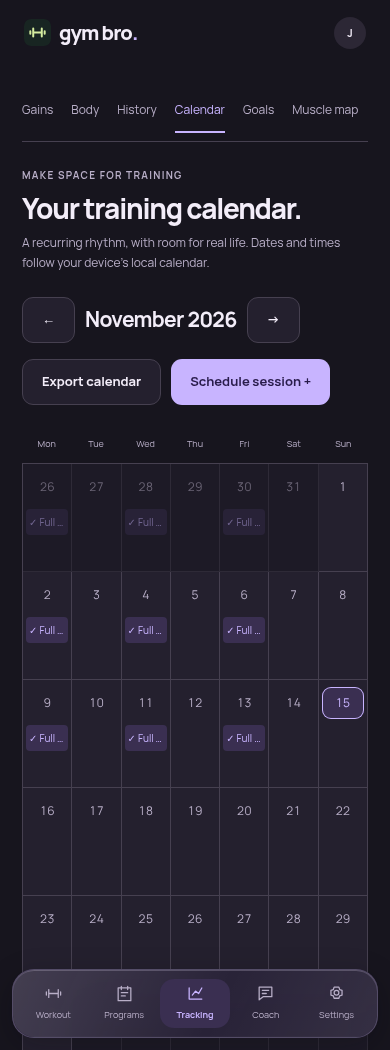 gym bro.
J
Gains Body History Calendar Goals Muscle map
MAKE SPACE FOR TRAINING
Your training calendar.
A recurring rhythm, with room for real life. Dates and times
follow your device's local calendar.
← November 2026 →
Export calendar Schedule session +
Mon Tue Wed Thu Fri Sat Sun
26 27 28 29 30 31 1
✓ Full ... ✓ Full ... ✓ Full ...
2 3 4 5 6 7 8
✓ Full ... ✓ Full ... ✓ Full ...
9 10 11 12 13 14 15
✓ Full ... ✓ Full ... ✓ Full ...
16 17 18 19 20 21 22
23 24 25 26 27 28 29
Workout Programs Tracking Coach Settings